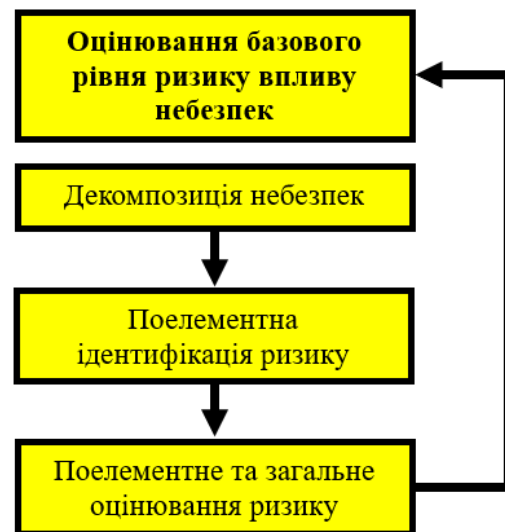 Оцінювання базового
рівня ризику впливу
небезпек
Декомпозиція небезпек
Поелементна
ідентифікація ризику
Поелементне та загальне
оцінювання ризику